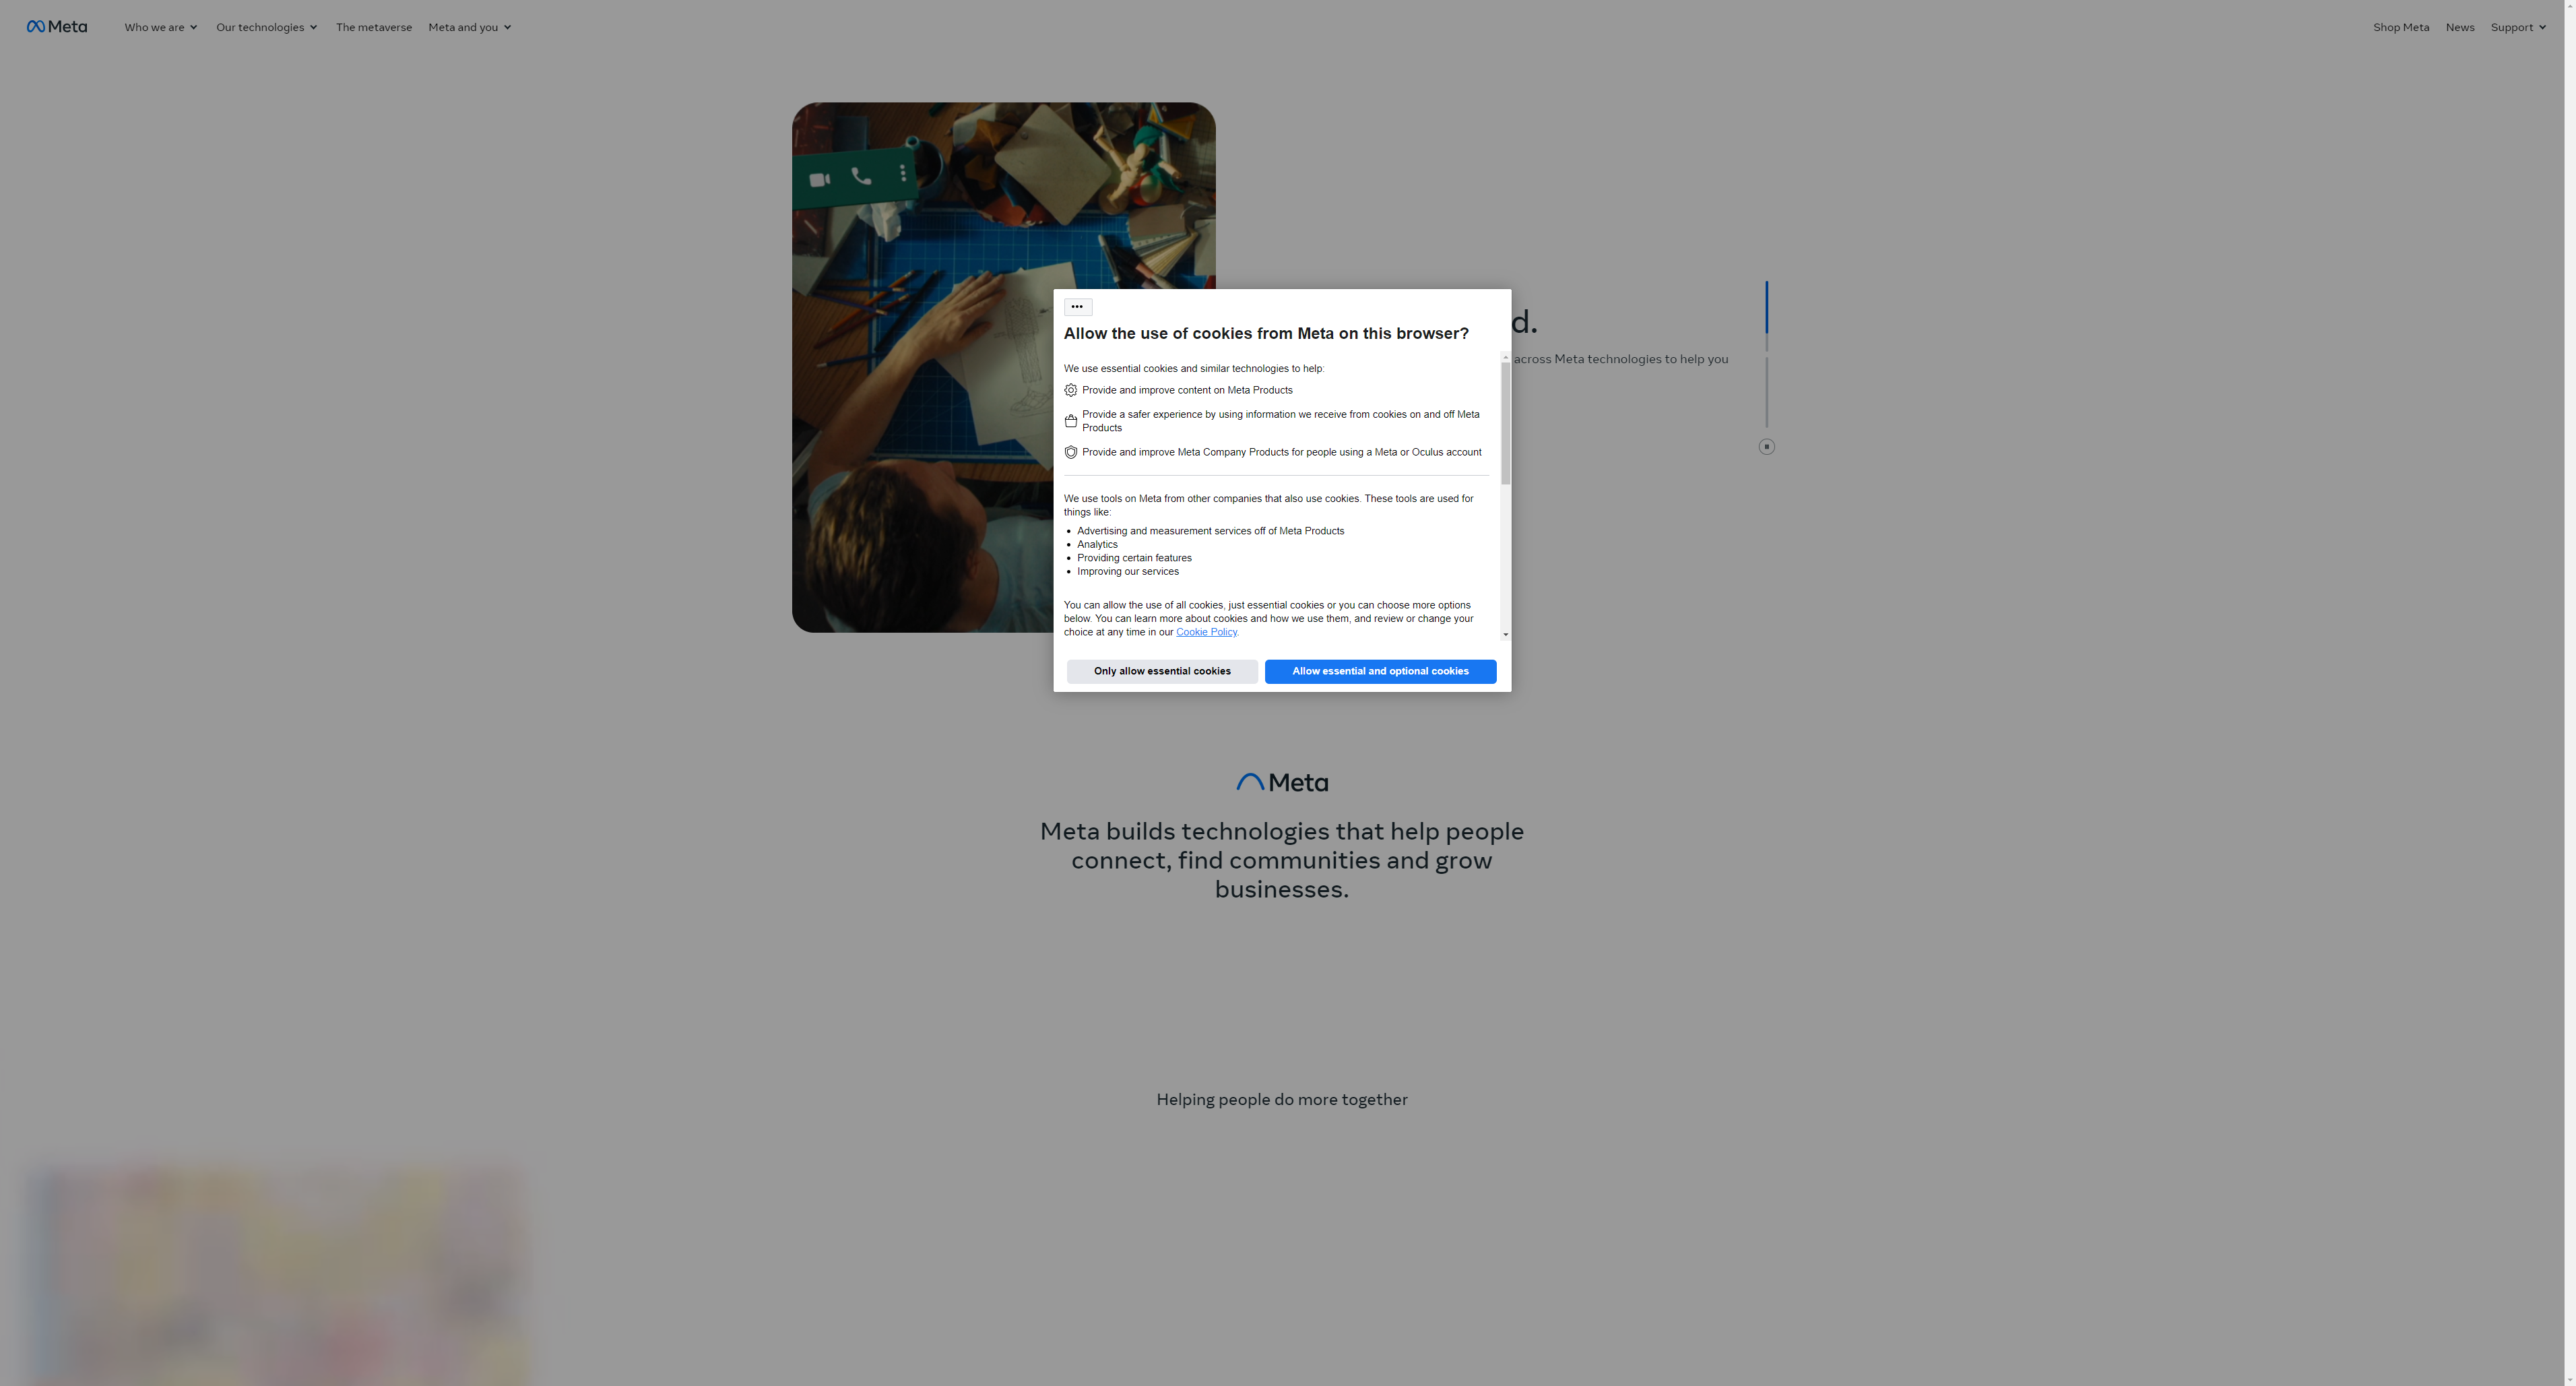 Meta
Who we are
Our technologies
The metaverse
Meta and you
Shop Meta
News
Support
d.
across Meta technologies to help you
Allow the use of cookies from Meta on this browser?
We use essential cookies and similar technologies to help:
Provide and improve content on Meta Products
Provide a safer experience by using information we receive from cookies on and off Meta
Products
Provide and improve Meta Company Products for people using a Meta or Oculus account
We use tools on Meta from other companies that also use cookies. These tools are used for
things like:
• Advertising and measurement services off of Meta Products
• Analytics
• Providing certain features
• Improving our services
You can allow the use of all cookies, just essential cookies or you can choose more options
below. You can learn more about cookies and how we use them, and review or change your
choice at any time in our Cookie Policy.
Only allow essential cookies
Allow essential and optional cookies
Meta
Meta builds technologies that help people
connect, find communities and grow
businesses.
Helping people do more together